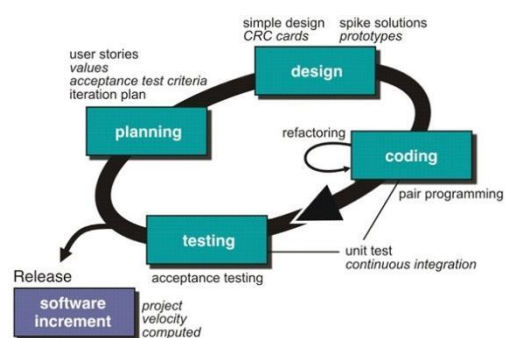 simple design
CRC cards
spike solutions
prototypes
user stories
values
acceptance test criteria
iteration plan
design
planning
refactoring
coding
pair programming
testing
unit test
continuous integration
acceptance testing
Release
software
increment
project
velocity
computed